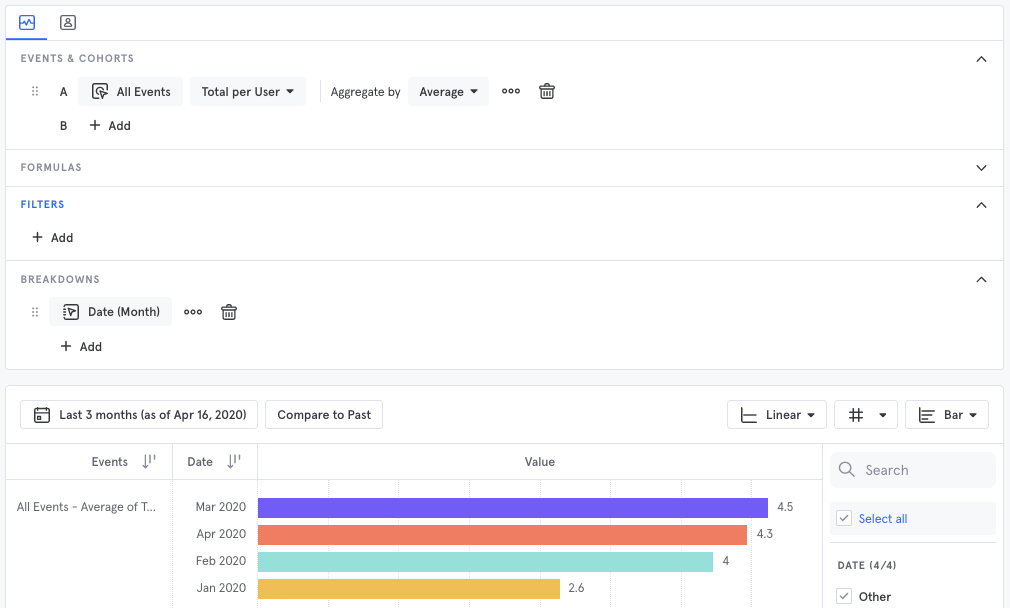 EVENTS & COHORTS
A All Events Total per User Aggregate by Average
B + Add
FORMULAS
FILTERS
+ Add
BREAKDOWNS
Date (Month)
+ Add
Last 3 months (as of Apr 16, 2020) Compare to Past Linear Bar
Events Date Value Search
All Events - Average of T... Mar 2020 4.5
Select all
Apr 2020 4.3
Feb 2020 4
DATE (4/4)
Jan 2020 2.6
Other